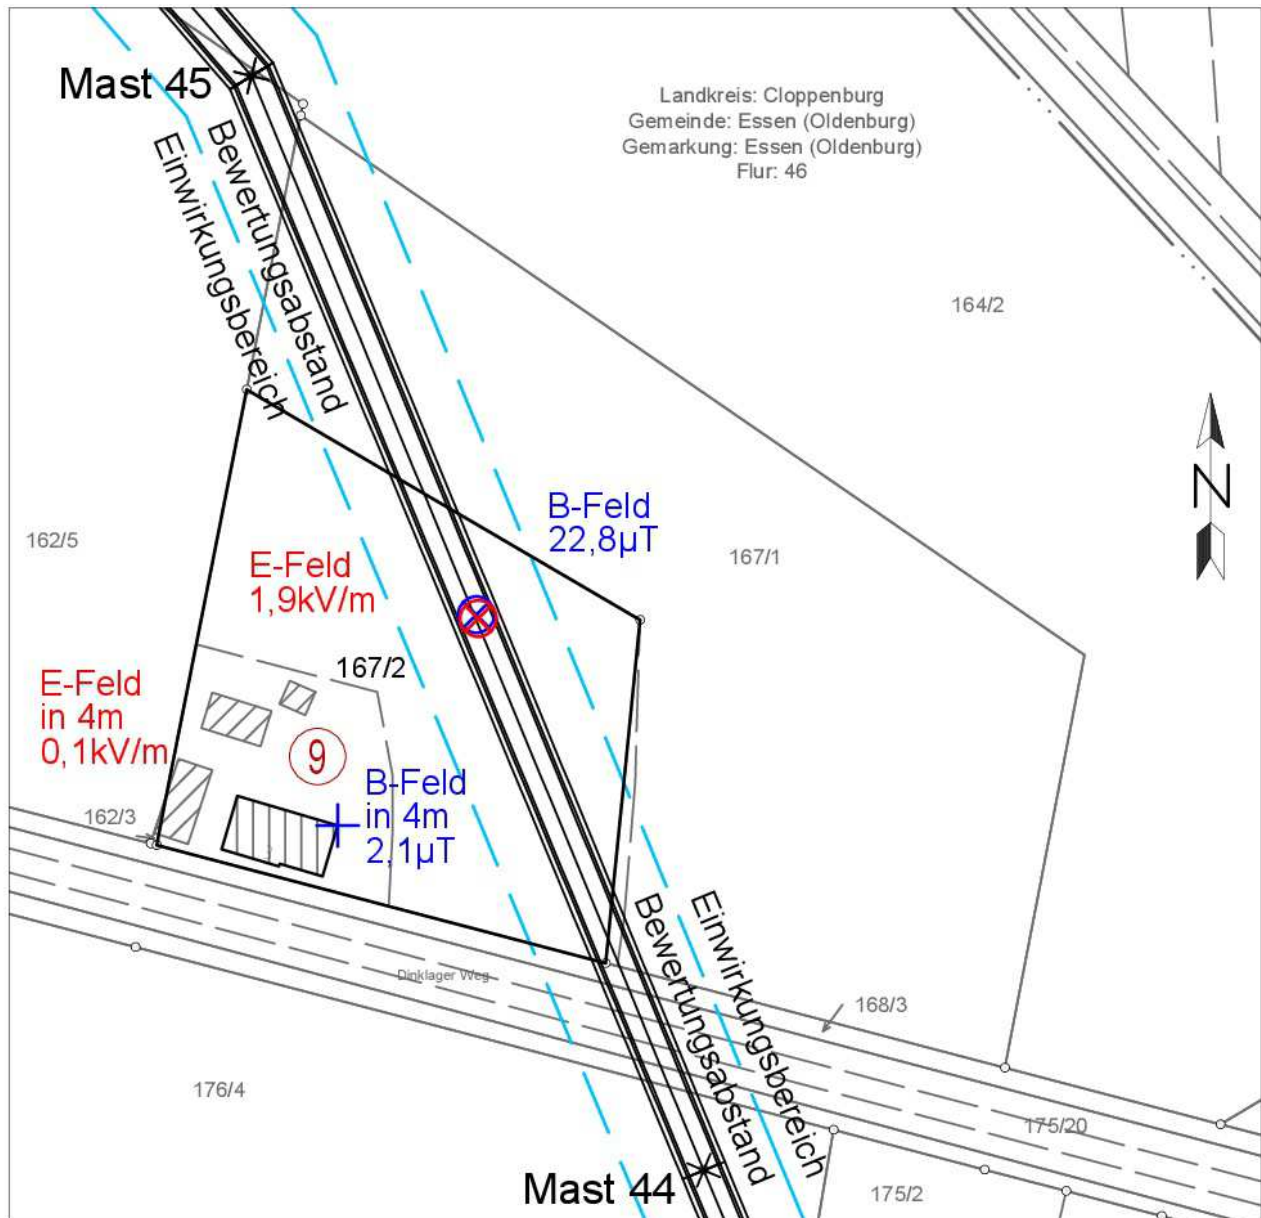 Mast 45
Landkreis: Cloppenburg
Gemeinde: Essen (Oldenburg)
Gemarkung: Essen (Oldenburg)
Flur: 46
Bewertungsabstand
Einwirkungsbereich
164/2
N
B-Feld
22,8µT
162/5
167/1
E-Feld
1,9kV/m
167/2
E-Feld
in 4m
0,1kV/m
9
B-Feld
in 4m
2,1µT
162/3
Einwirkungsbereich
Bewertungsabstand
Dinklager Weg
168/3
176/4
175/20
Mast 44
175/2